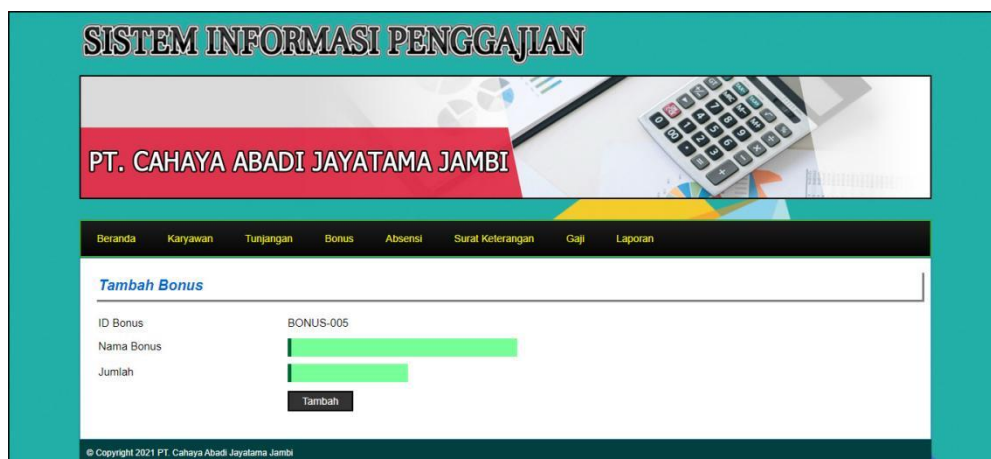 SISTEM INFORMASI PENGGAJIAN
PT. CAHAYA ABADI JAYATAMA JAMBI
Beranda Karyawan Tunjangan Bonus Absensi Surat Keterangan Gaji Laporan
Tambah Bonus
ID Bonus BONUS-005
Nama Bonus
Jumlah
Tambah
© Copyright 2021 PT. Cahaya Abadi Jayatama Jambi